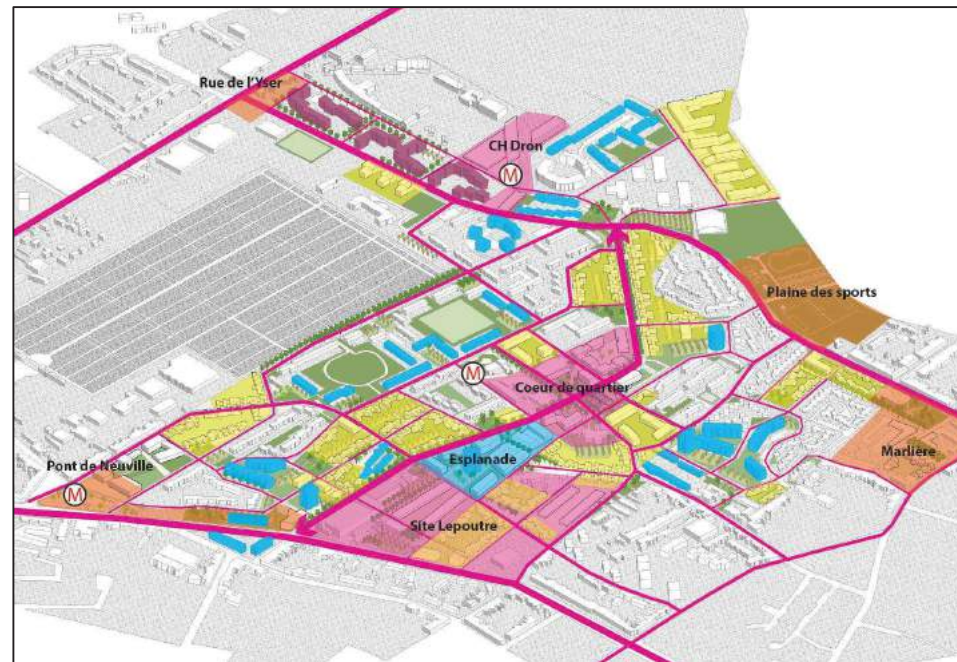 Rue de l'Yser
CH Dron
M
Plaine des sports
M
Coeur de quartier
Marlière
Pont de Neuville
M
Esplanade
Site Lepoutre